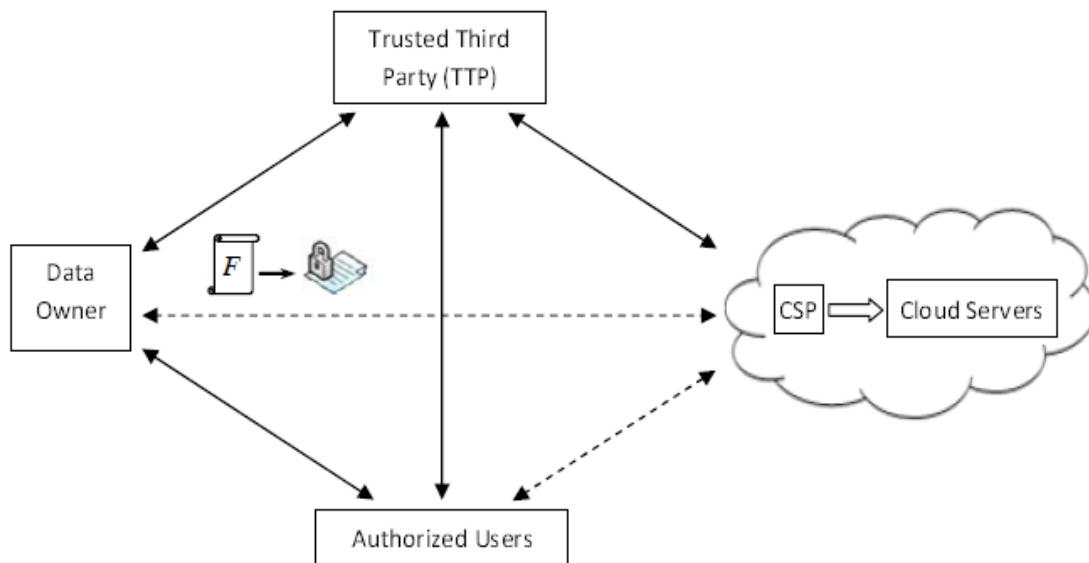 Trusted Third
Party (TTP)
F
Data
Owner
CSP
Cloud Servers
Authorized Users